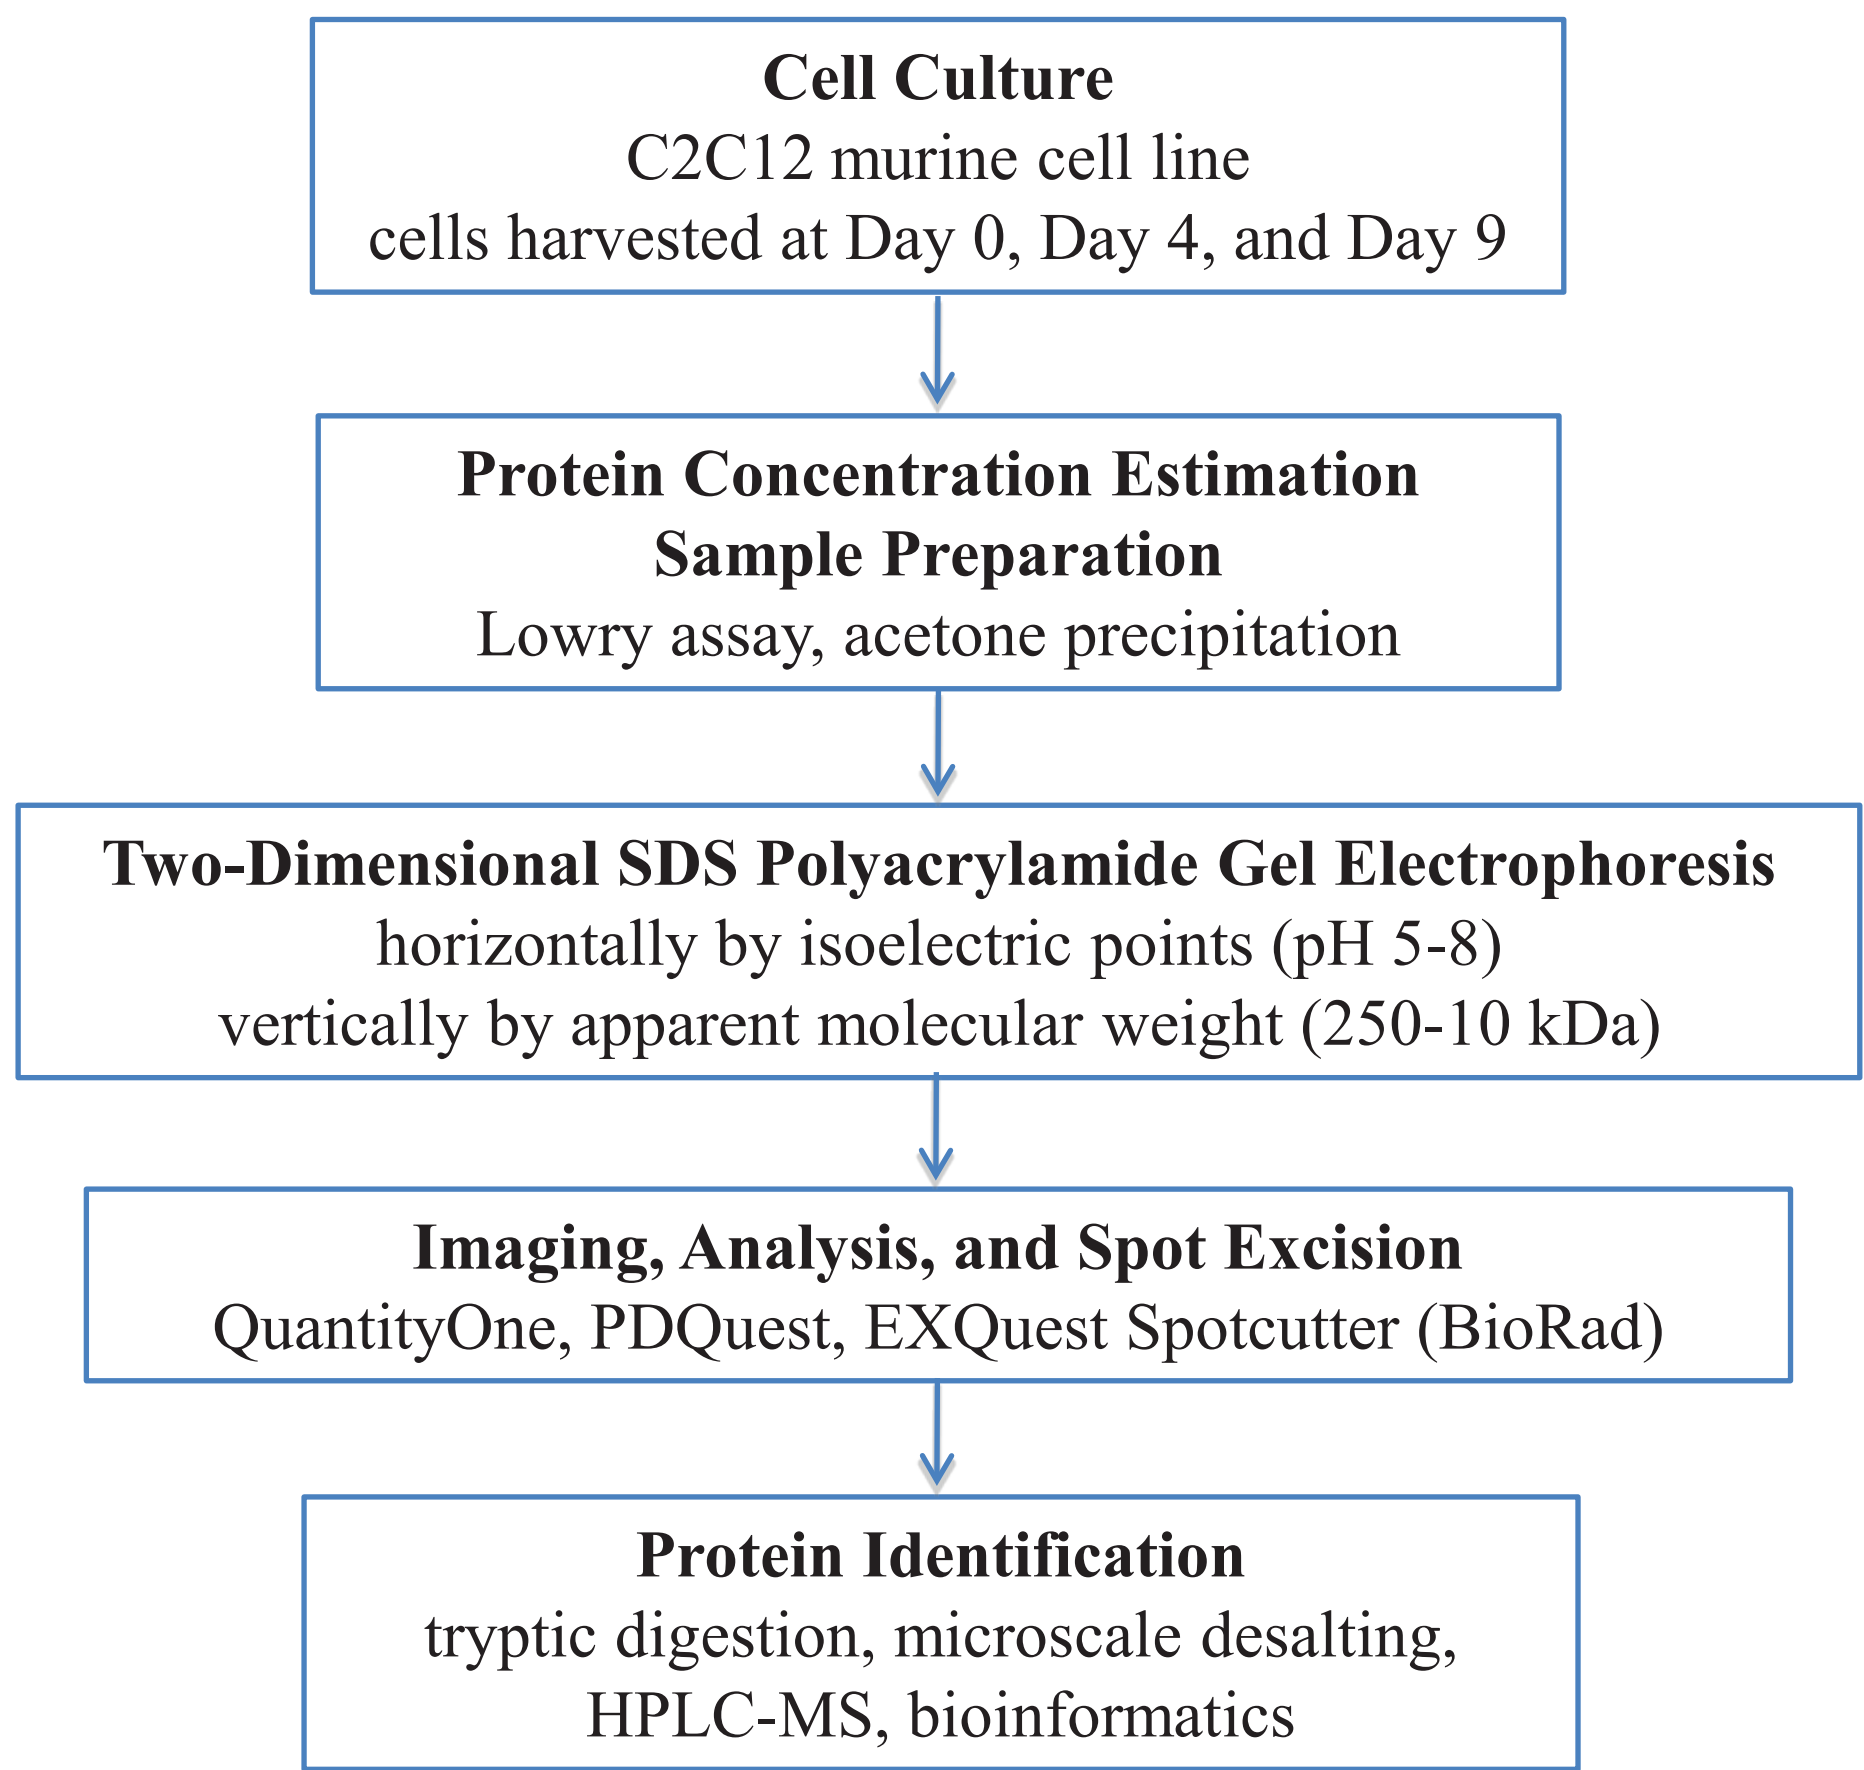 Cell Culture
C2C12 murine cell line
cells harvested at Day 0, Day 4, and Day 9
Protein Concentration Estimation
Sample Preparation
Lowry assay, acetone precipitation
Two-Dimensional SDS Polyacrylamide Gel Electrophoresis
horizontally by isoelectric points (pH 5-8)
vertically by apparent molecular weight (250-10 kDa)
Imaging, Analysis, and Spot Excision
QuantityOne, PDQuest, EXQuest Spotcutter (BioRad)
Protein Identification
tryptic digestion, microscale desalting,
HPLC-MS, bioinformatics